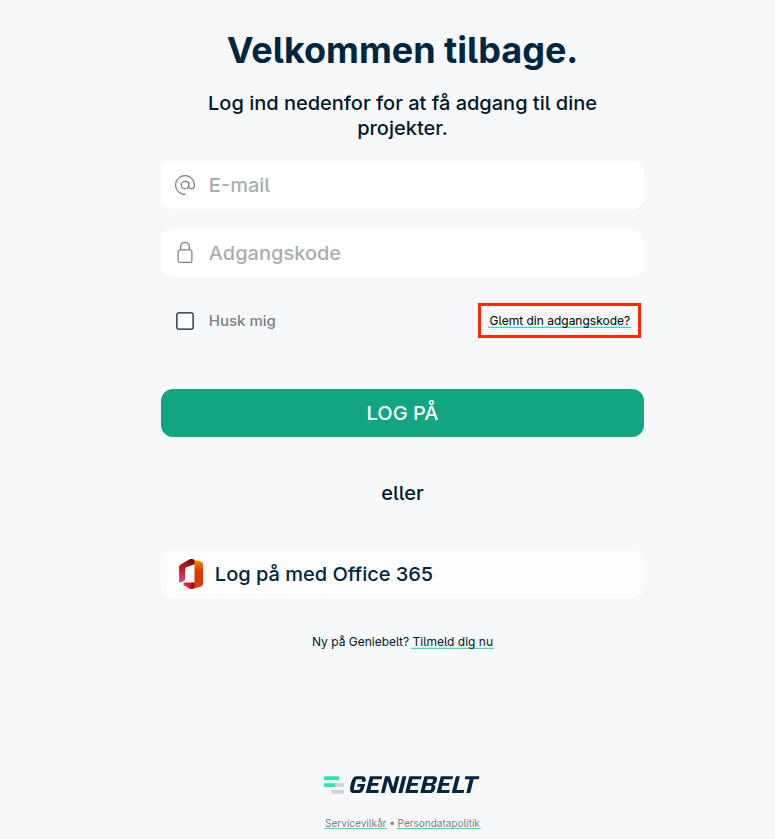 Velkommen tilbage.
Log ind nedenfor for at få adgang til dine
projekter.
E-mail
Adgangskode
Husk mig
Glemt din adgangskode?
LOG PÅ
eller
Log på med Office 365
Ny på Geniebelt? Tilmeld dig nu
GENIEBELT
Servicevilkår • Persondatapolitik